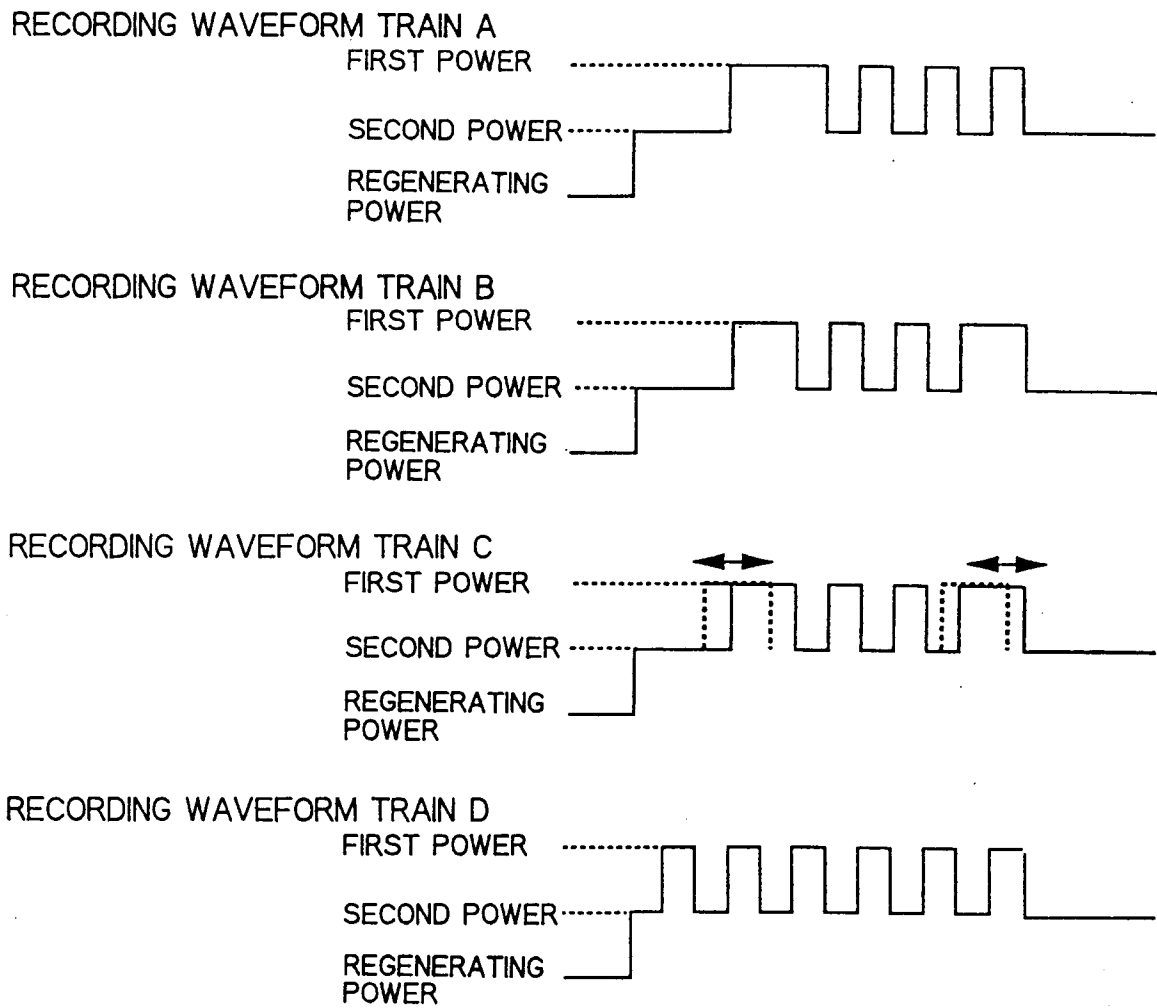 RECORDING WAVEFORM TRAIN A
FIRST POWER
SECOND POWER
REGENERATING
POWER
RECORDING WAVEFORM TRAIN B
FIRST POWER
SECOND POWER
REGENERATING
POWER
RECORDING WAVEFORM TRAIN C
FIRST POWER
SECOND POWER
REGENERATING
POWER
RECORDING WAVEFORM TRAIN D
FIRST POWER
SECOND POWER
REGENERATING
POWER